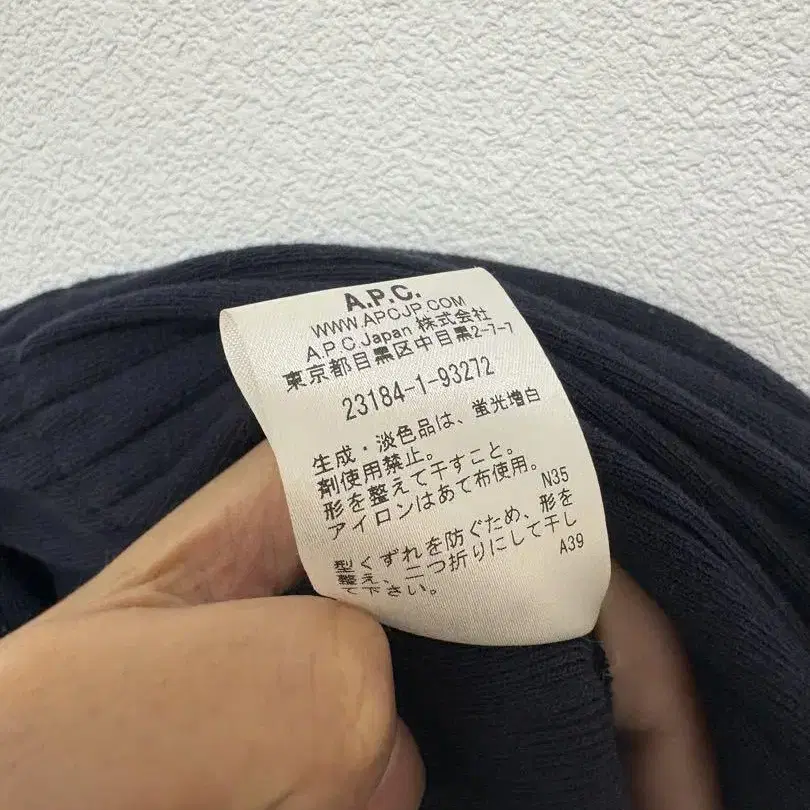 A.P.C.
WWW.APCJP.COM
A.P.C.Japan 株式会社
東京都目黒区中目黒2-7-7
23184-1-93272
生成・淡色品は、蛍光増白
剤使用禁止。
形を整えて干すこと。
アイロンはあて布使用。 N35
型くずれを防ぐため、形を
整え、二つ折りにして干し
て下さい。 A39